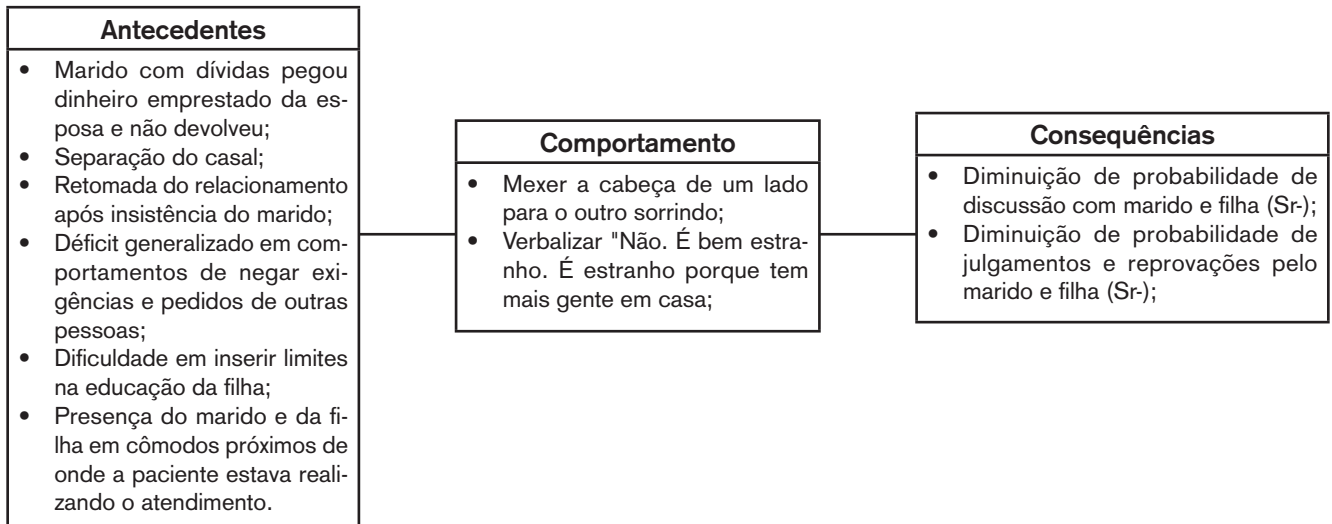 Antecedentes
• Marido com dívidas pegou
dinheiro emprestado da es-
posa e não devolveu;
• Separação do casal;
• Retomada do relacionamento
após insistência do marido;
• Déficit generalizado em com-
portamentos de negar exi-
gências e pedidos de outras
pessoas;
• Dificuldade em inserir limites
na educação da filha;
• Presença do marido e da fi-
lha em cômodos próximos de
onde a paciente estava reali-
zando o atendimento.
Comportamento
• Mexer a cabeça de um lado
para o outro sorrindo;
• Verbalizar "Não. É bem estra-
nho. É estranho porque tem
mais gente em casa;
Consequências
• Diminuição de probabilidade de
discussão com marido e filha (Sr-);
• Diminuição de probabilidade de
julgamentos e reprovações pelo
marido e filha (Sr-);